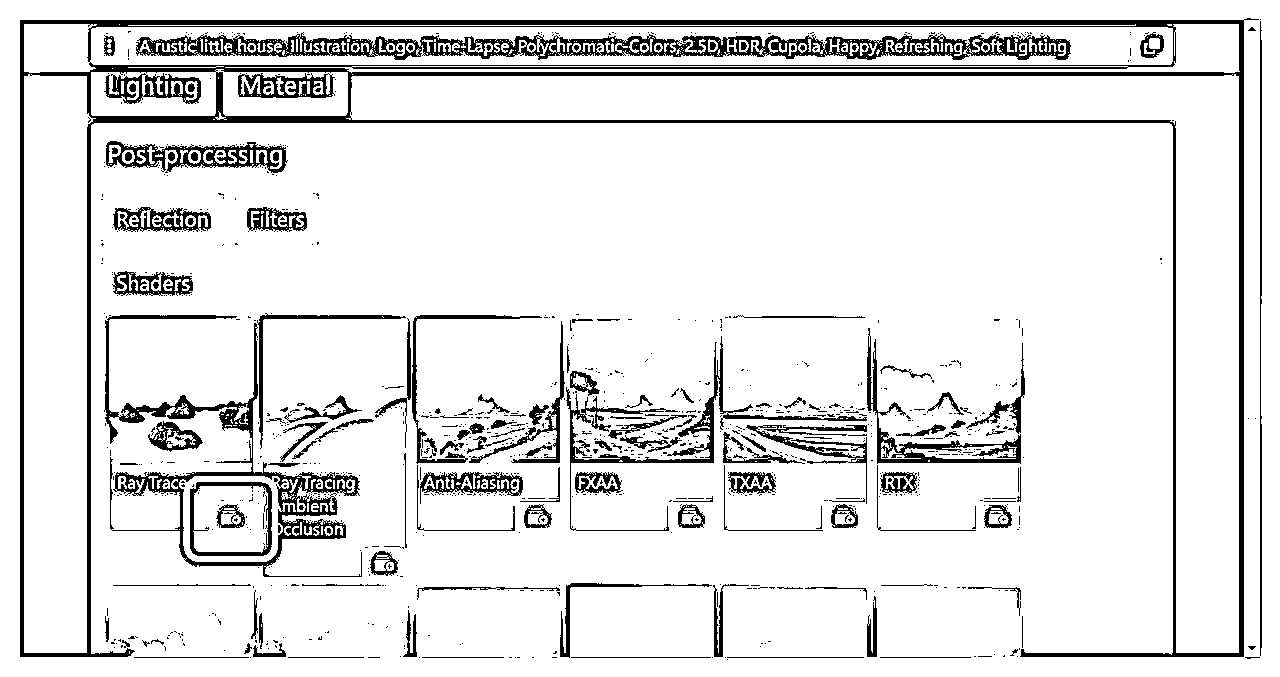 A rustic little house, Illustration, Logo, Time-Lapse, Polychromatic-Colors, 2.5D, HDR, Cupola, Happy, Refreshing, Soft Lighting
Lighting Material
Post-processing
Reflection Filters
Shaders
Ray Traced Ray Tracing Anti-Aliasing FXAA TXAA RTX
Ambient
Occlusion